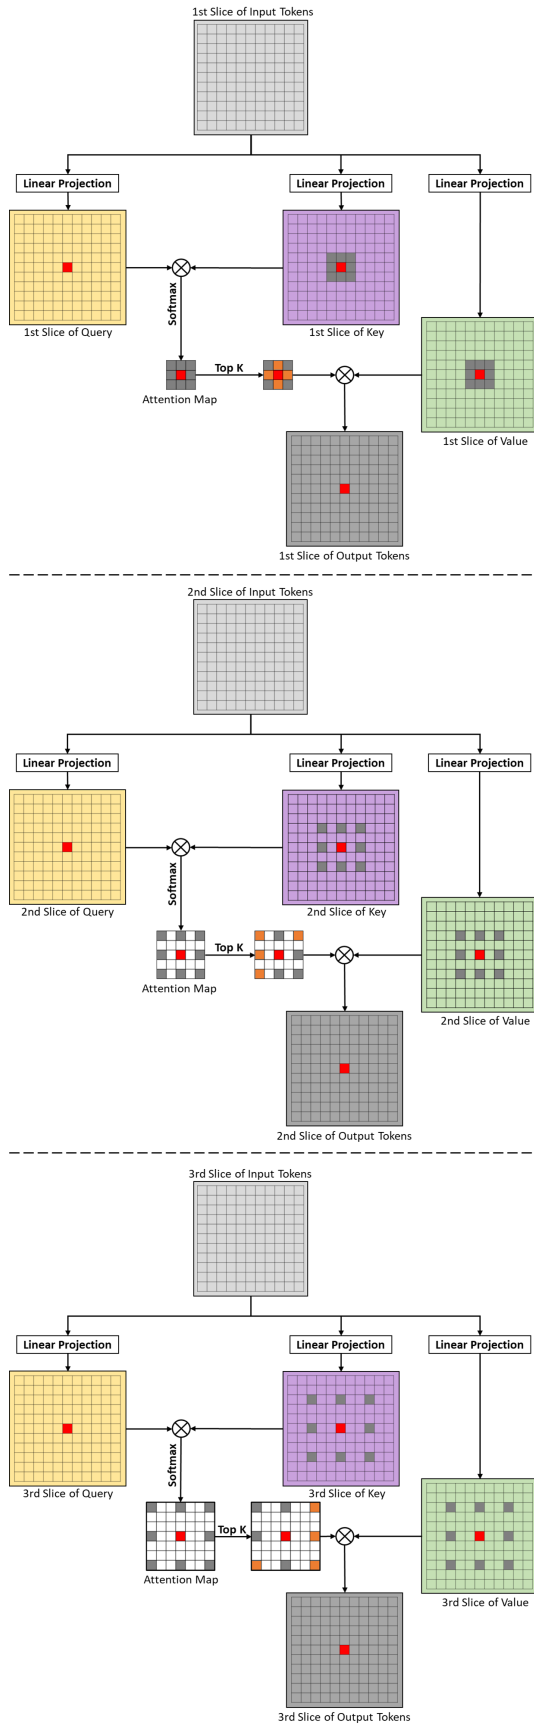 1st Slice of Input Tokens
Linear Projection
Linear Projection
Linear Projection
Softmax
1st Slice of Query
1st Slice of Key
Top K
Attention Map
1st Slice of Value
1st Slice of Output Tokens
2nd Slice of Input Tokens
Linear Projection
Linear Projection
Linear Projection
Softmax
2nd Slice of Query
2nd Slice of Key
Top K
Attention Map
2nd Slice of Value
2nd Slice of Output Tokens
3rd Slice of Input Tokens
Linear Projection
Linear Projection
Linear Projection
Softmax
3rd Slice of Query
3rd Slice of Key
Top K
Attention Map
3rd Slice of Value
3rd Slice of Output Tokens